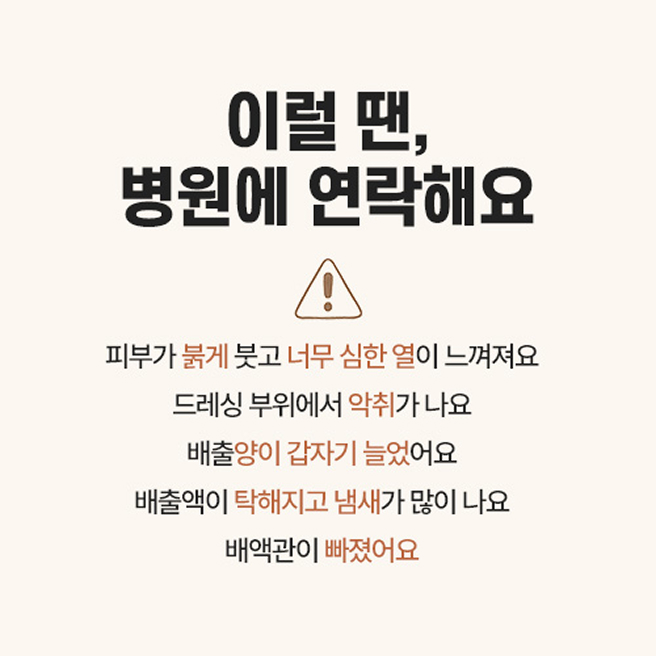 이럴 땐,
병원에 연락해요
피부가 붉게 붓고 너무 심한 열이 느껴져요
드레싱 부위에서 악취가 나요
배출양이 갑자기 늘었어요
배출액이 탁해지고 냄새가 많이 나요
배액관이 빠졌어요